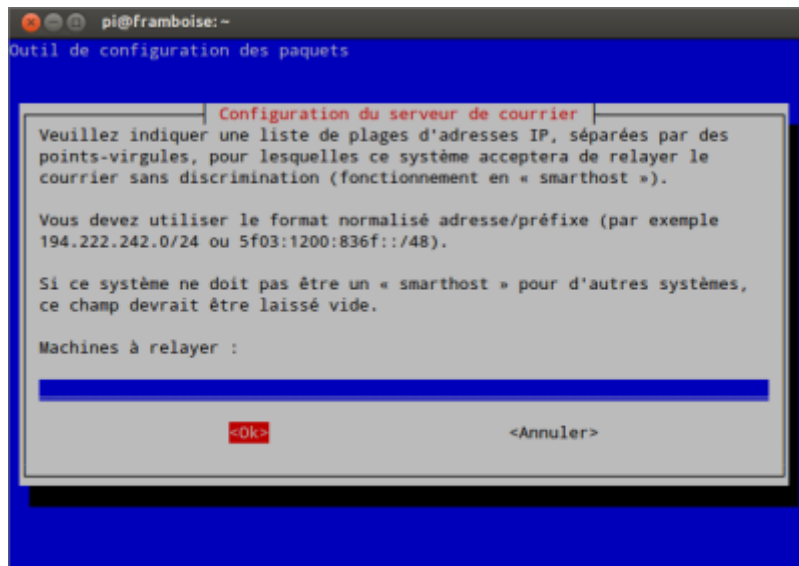 pi@framboise: ~
Outil de configuration des paquets
Configuration du serveur de courrier
Veuillez indiquer une liste de plages d'adresses IP, séparées par des
points-virgules, pour lesquelles ce système acceptera de relayer le
courrier sans discrimination (fonctionnement en « smarthost »).
Vous devez utiliser le format normalisé adresse/préfixe (par exemple
194.222.242.0/24 ou 5f03:1200:836f::/48).
Si ce système ne doit pas être un « smarthost » pour d'autres systèmes,
ce champ devrait être laissé vide.
Machines à relayer :
<Ok> <Annuler>